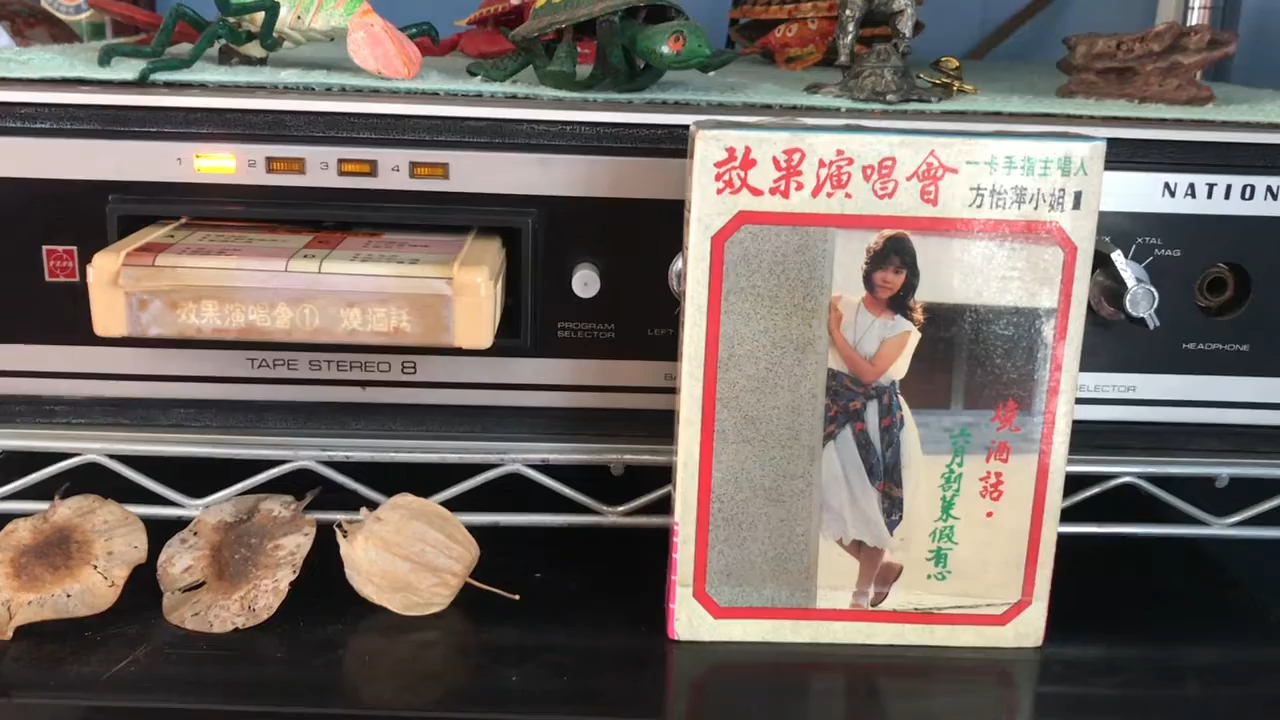 1 2 3 4
效果演唱會① 燒酒話
PROGRAM
SELECTOR
TAPE STEREO 8
效果演唱會
一卡手指主唱人
方怡萍小姐 1
燒酒話·
六月割菜假有心
NATION
XTAL
MAG
HEADPHONE
SELECTOR
LEFT
A
C
D